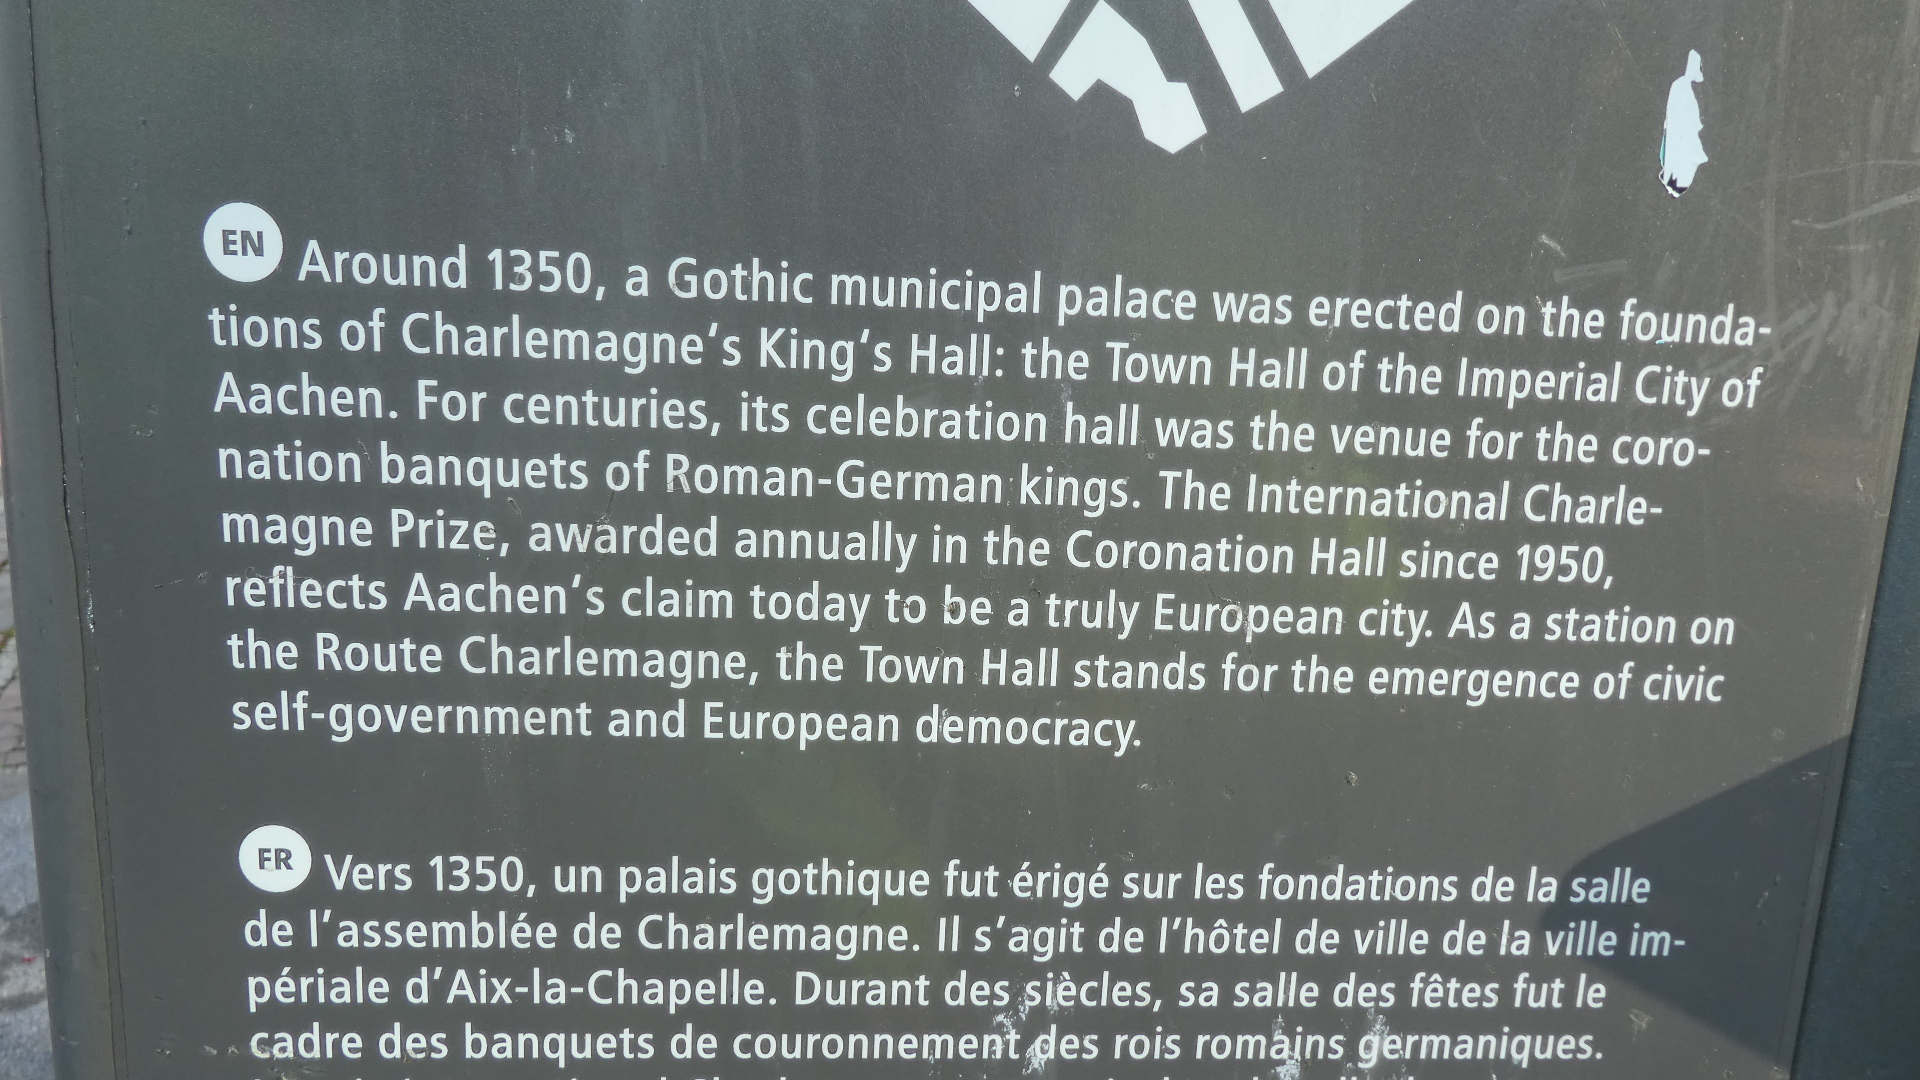 EN Around 1350, a Gothic municipal palace was erected on the founda-
tions of Charlemagne‘s King‘s Hall: the Town Hall of the Imperial City of
Aachen. For centuries, its celebration hall was the venue for the coro-
nation banquets of Roman-German kings. The International Charle-
magne Prize, awarded annually in the Coronation Hall since 1950,
reflects Aachen‘s claim today to be a truly European city. As a station on
the Route Charlemagne, the Town Hall stands for the emergence of civic
self-government and European democracy.
FR Vers 1350, un palais gothique fut érigé sur les fondations de la salle
de l’assemblée de Charlemagne. Il s’agit de l’hôtel de ville de la ville im-
périale d’Aix-la-Chapelle. Durant des siècles, sa salle des fêtes fut le
cadre des banquets de couronnement des rois romains germaniques.